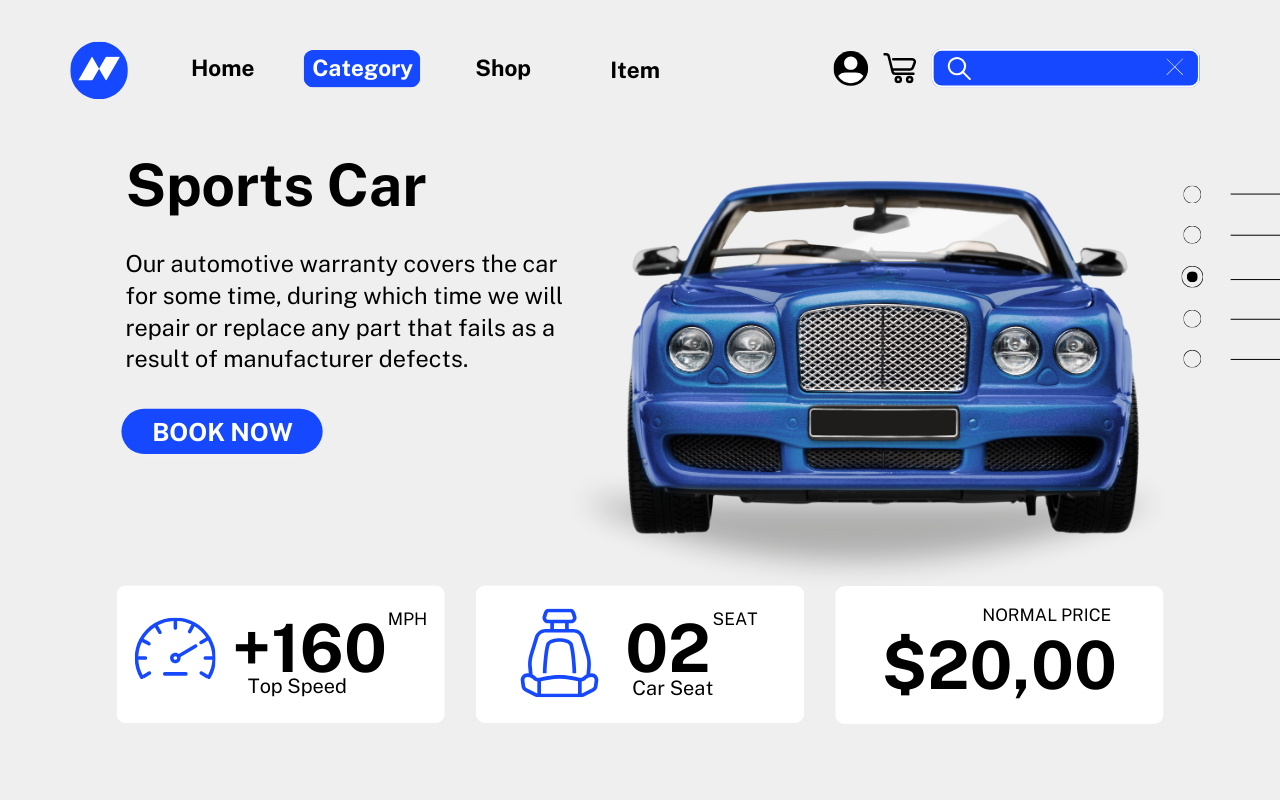 Home
Category
Shop
Item
Sports Car
Our automotive warranty covers the car
for some time, during which time we will
repair or replace any part that fails as a
result of manufacturer defects.
BOOK NOW
+160 MPH
Top Speed
02 SEAT
Car Seat
NORMAL PRICE
$20,00